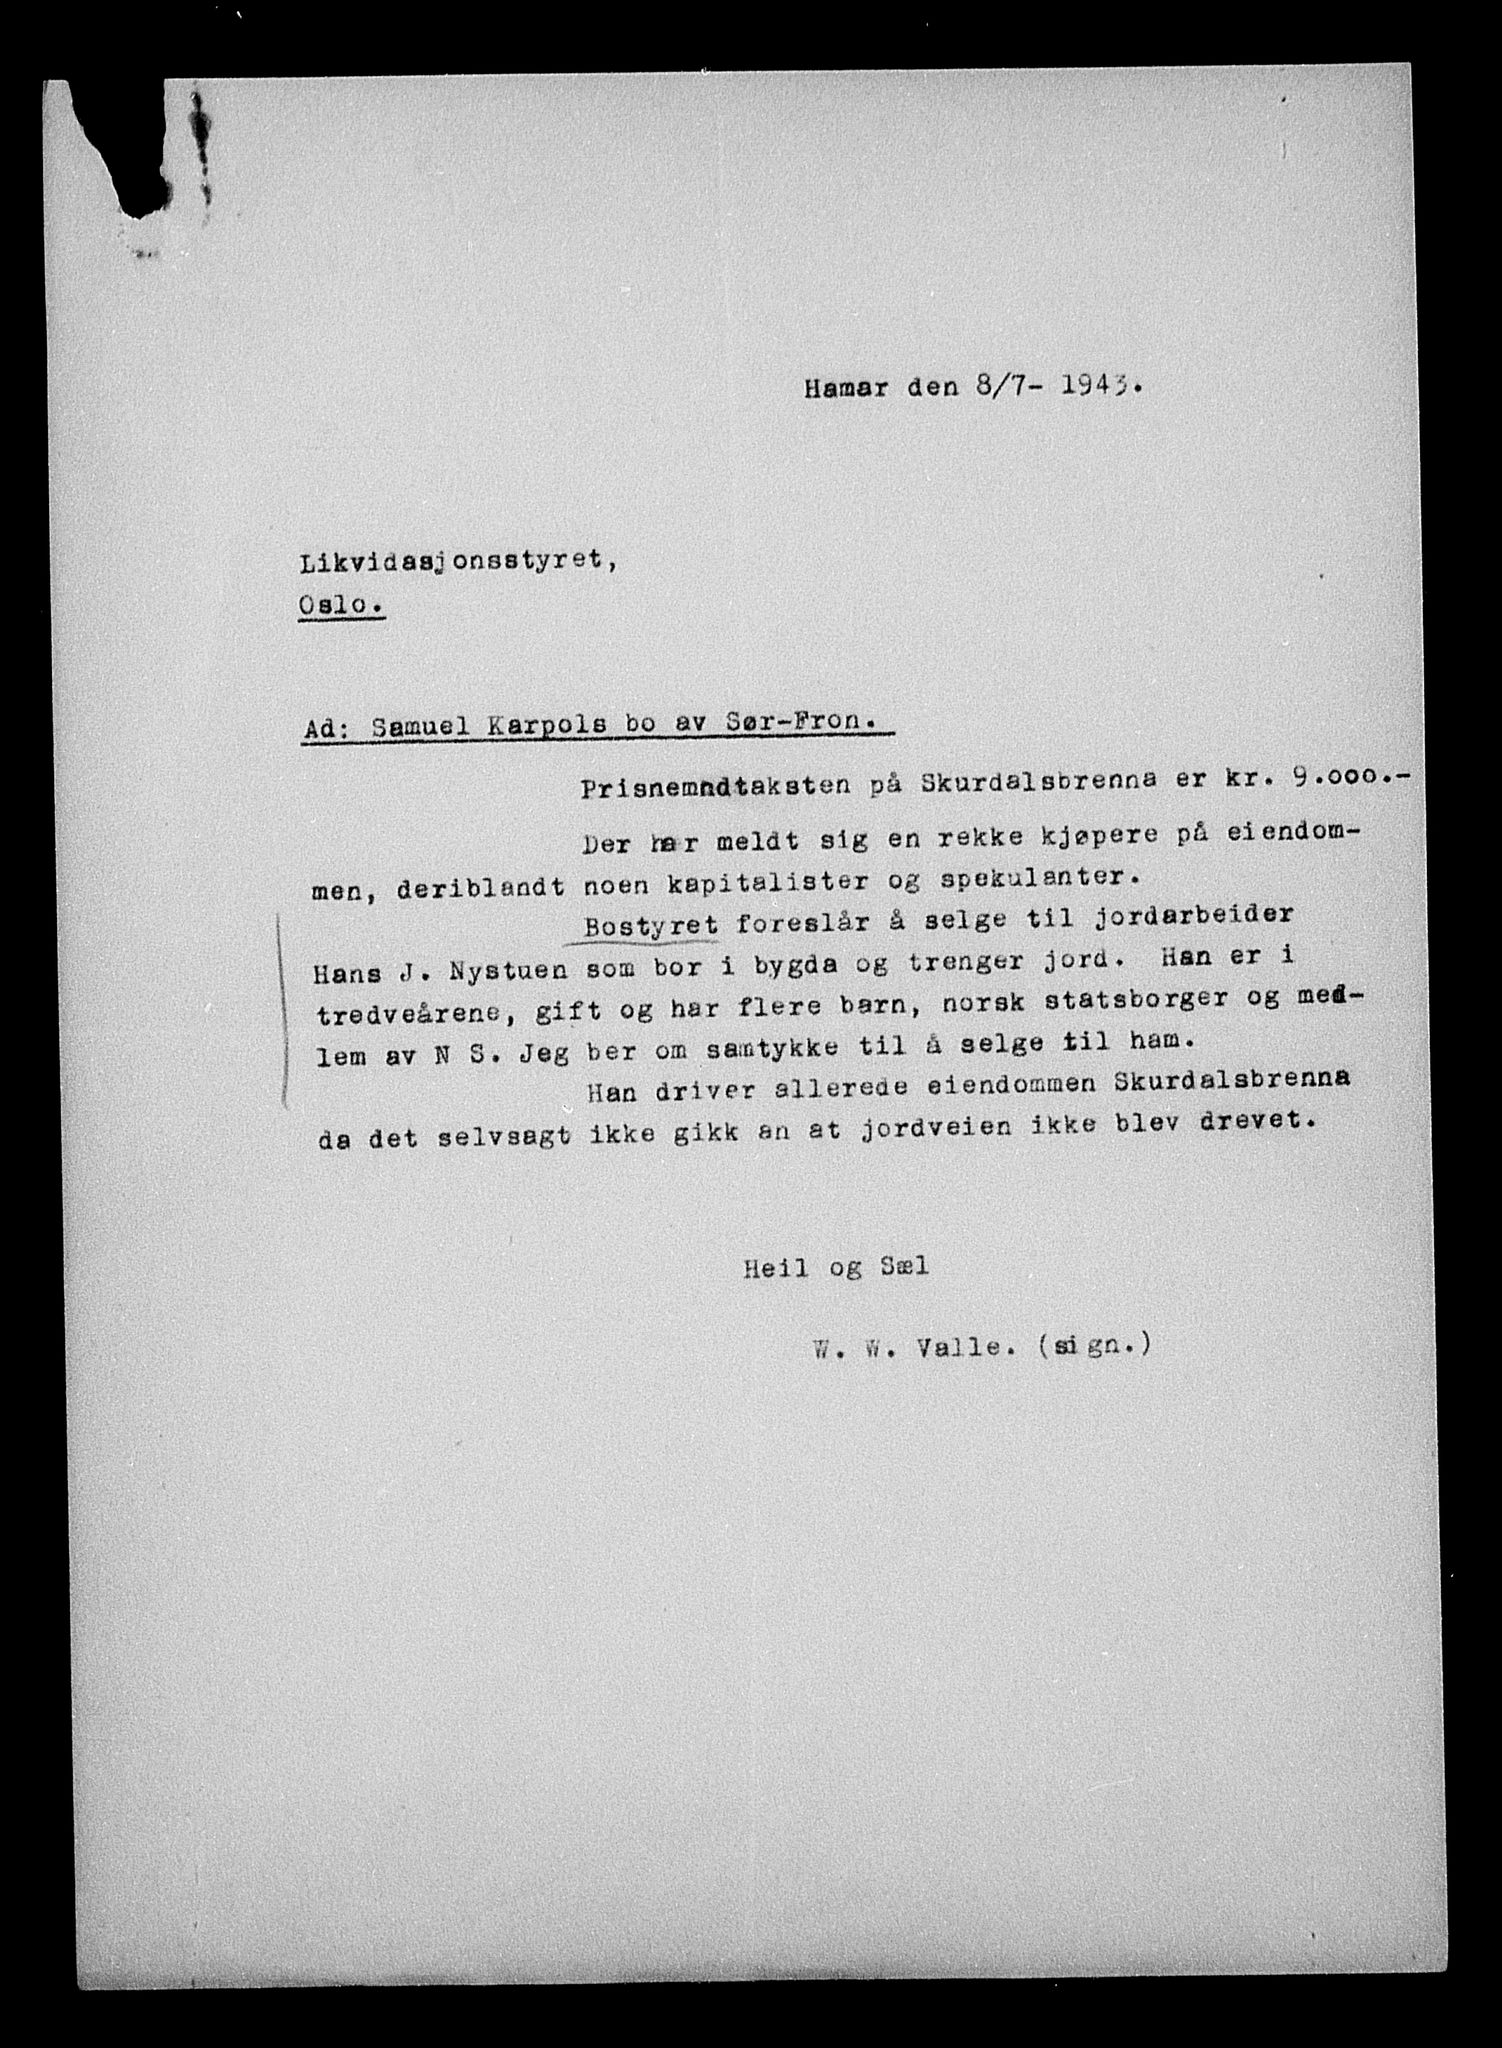 Hamar den 8/7- 1943.
Likvidasjonsstyret,
Oslo.
Ad: Samuel Karpols bo av Sør-Fron.
Prisnemndtaksten på Skurdalsbrenna er kr. 9.ooo.-
Der har meldt sig en rekke kjøpere på eiendom-
men, deriblandt noen kapitalister og spekulanter.
Bostyret foreslår å selge til jordarbeider
Hans J. Nystuen som bor i bygda og trenger jord. Han er i
tredveårene, gift og har flere barn, norsk statsborger og med-
lem av N S. Jeg ber om samtykke til å selge til ham.
Han driver allerede eiendommen Skurdalsbrenna
da det selvsagt ikke gikk an at jordveien ikke blev drevet.
Heil og Sæl
W. W. Valle. (sign.)